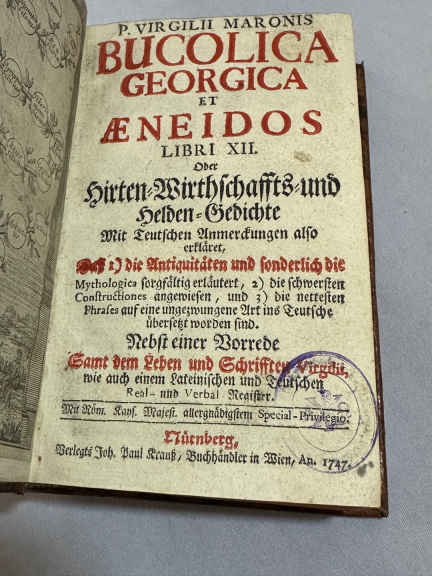 P. VIRGILII MARONIS
BUCOLICA
GEORGICA
ET
ÆNEIDOS
LIBRI XII.
Oder
Hirten-Wirthschaffts-und
Helden-Gedichte
Mit Teutschen Anmerckungen also
erkläret,
Daß 1) die Antiquitäten und sonderlich die
Mythologica sorgfältig erläutert, 2) die schwersten
Constructiones angewiesen, und 3) die nettesten
Phrases auf eine ungezwungene Art ins Teutsche
übersetzt worden sind.
Nebst einer Vorrede
Samt dem Leben und Schrifften Virgilii,
wie auch einem Lateinischen und Teutschen
Real- und Verbal Register.
Mit Röm. Kays. Majest. allergnädigstem Special-Privilegio.
Nürnberg,
Verlegts Joh. Paul Krauß, Buchhändler in Wien, An. 1747.